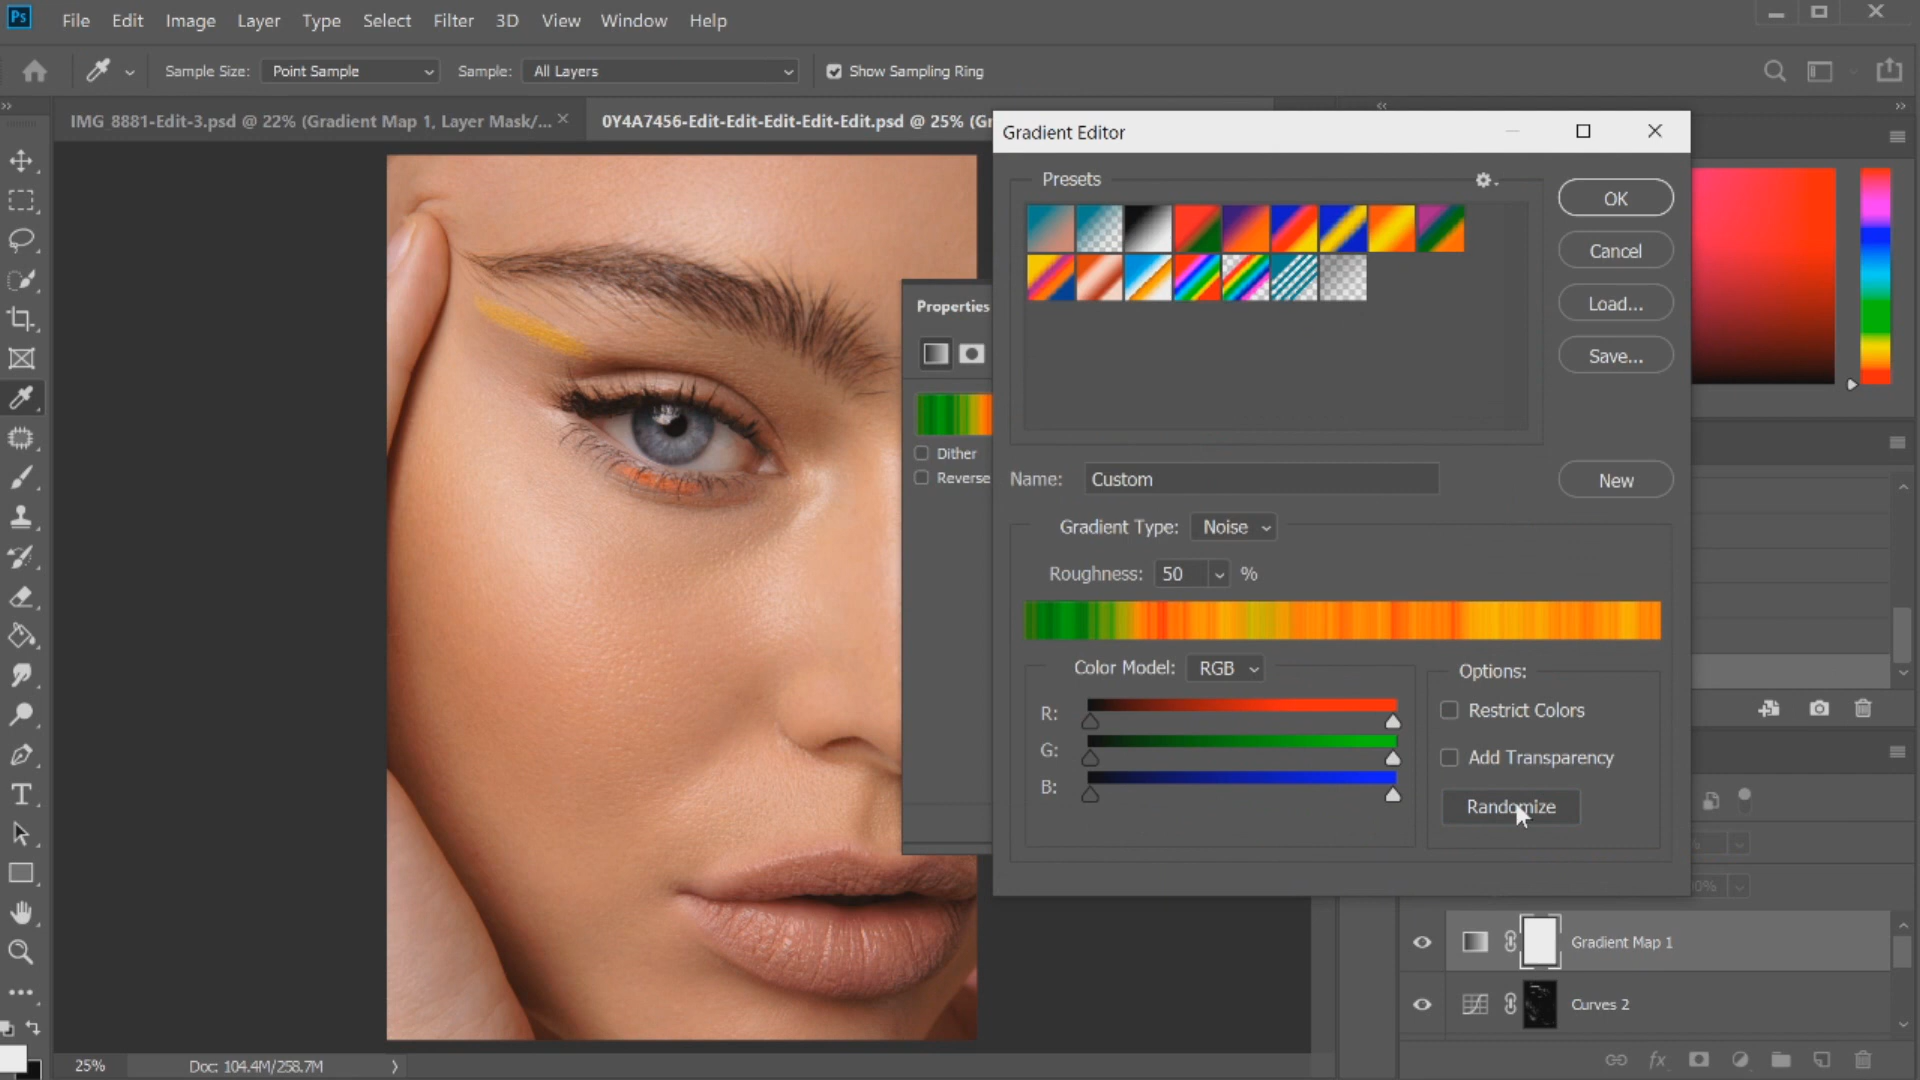 Ps File Edit Image Layer Type Select Filter 3D View Window Help
Sample Size: Point Sample Sample: All Layers Show Sampling Ring
IMG 8881-Edit-3.psd @ 22% (Gradient Map 1, Layer Mask/...
0Y4A7456-Edit-Edit-Edit-Edit-Edit.psd @ 25% (Gr
Gradient Editor
Presets
OK
Cancel
Load...
Save...
Properties
Dither
Reverse
Name: Custom
New
Gradient Type: Noise
Roughness: 50 %
Color Model: RGB
R:
G:
B:
Options:
Restrict Colors
Add Transparency
Randomize
Gradient Map 1
Curves 2
fx
25% Doc: 104.4M/258.7M